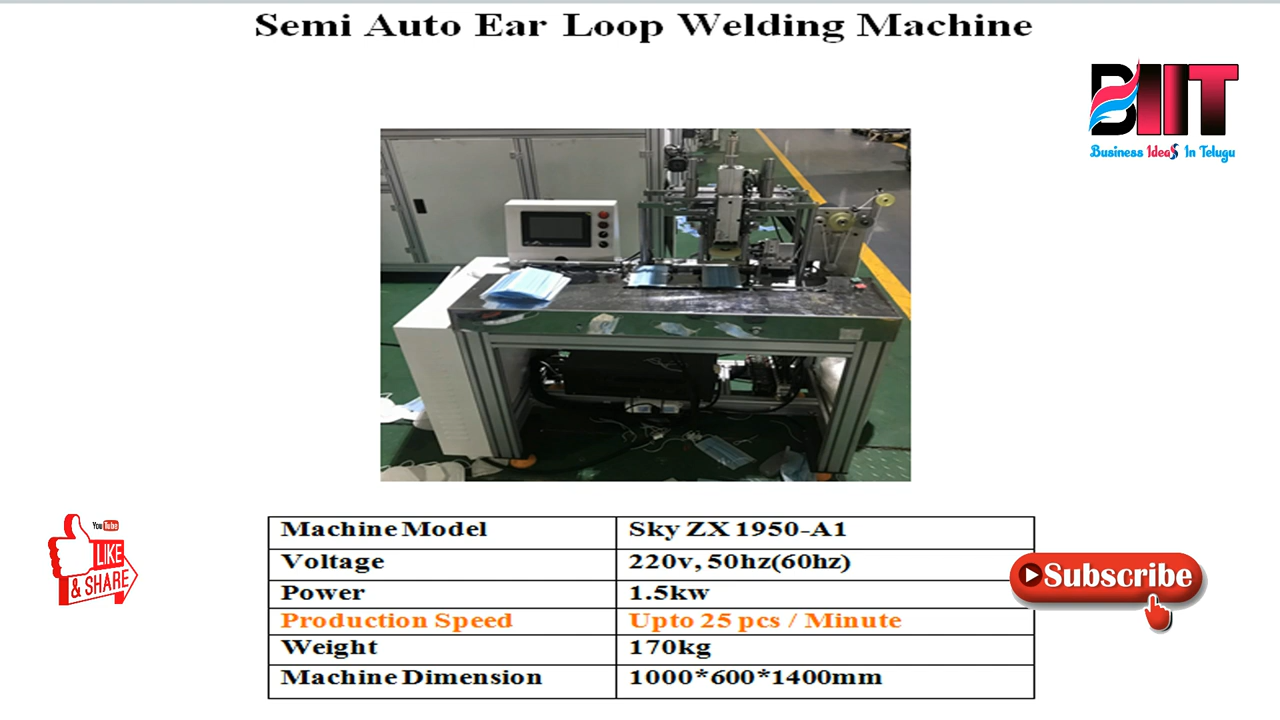 Semi Auto Ear Loop Welding Machine
BIIT
Business Ideas In Telugu
Machine Model Sky ZX 1950-A1
Voltage 220v, 50hz(60hz)
Power 1.5kw
Production Speed Upto 25 pcs / Minute
Weight 170kg
Machine Dimension 1000*600*1400mm
YouTube
LIKE
& SHARE
Subscribe